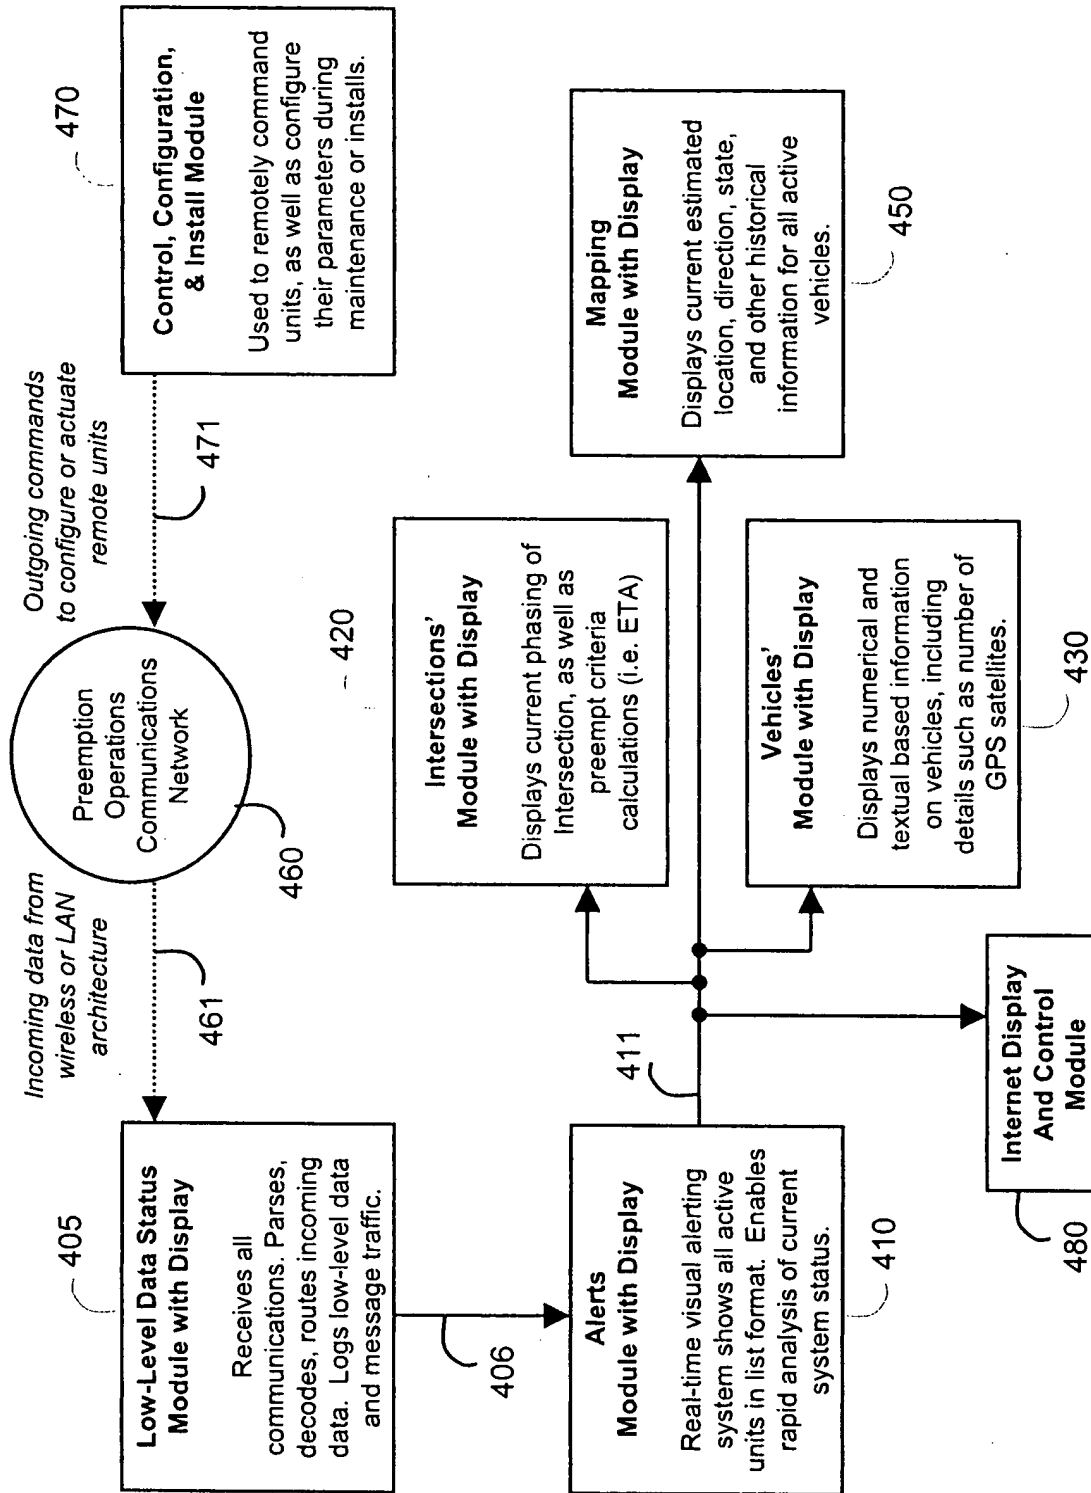 405
Low-Level Data Status
Module with Display
Receives all
communications. Parses,
decodes, routes incoming
data.  Logs low-level data
and message traffic.
Incoming data from
wireless or LAN
architecture
461
Preemption
Operations
Communications
Network
460
Outgoing commands
to configure or actuate
remote units
471
470
Control, Configuration,
& Install Module
Used to remotely command
units, as well as configure
their parameters during
maintenance or installs.
406
420
Intersections'
Module with Display
Displays current phasing of
Intersection, as well as
preempt criteria
calculations (i.e. ETA)
Alerts
Module with Display
Real-time visual alerting
system shows all active
units in list format.  Enables
rapid analysis of current
system status.
410
411
Mapping
Module with Display
Displays current estimated
location, direction, state,
and other historical
information for all active
vehicles.
450
Vehicles'
Module with Display
Displays numerical and
textual based information
on vehicles, including
details such as number of
GPS satellites.
430
Internet Display
And Control
Module
480